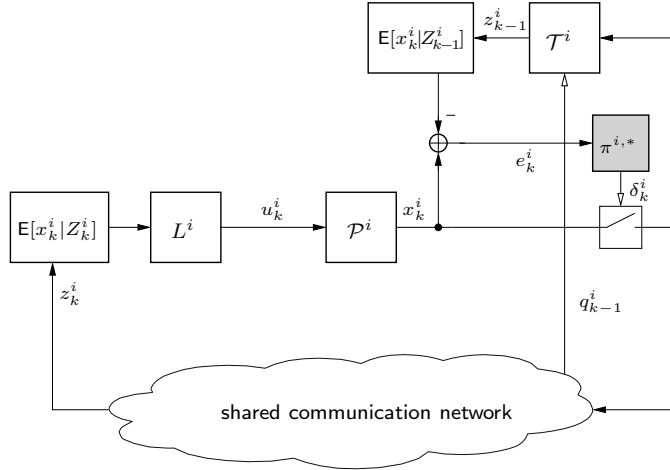 E[x_k^i|Z_{k-1}^i]
z_{k-1}^i
𝒯^i
−
e_k^i
π^{i,*}
δ_k^i
E[x_k^i|Z_k^i]
L^i
u_k^i
𝒫^i
x_k^i
z_k^i
q_{k-1}^i
shared communication network